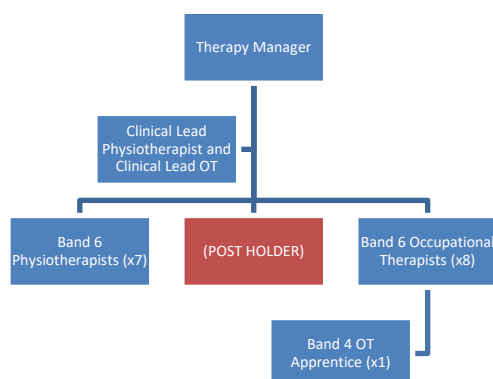 Therapy Manager
Clinical Lead
Physiotherapist and
Clinical Lead OT
Band 6
Physiotherapists (x7)
(POST HOLDER)
Band 6 Occupational
Therapists (x8)
Band 4 OT
Apprentice (x1)